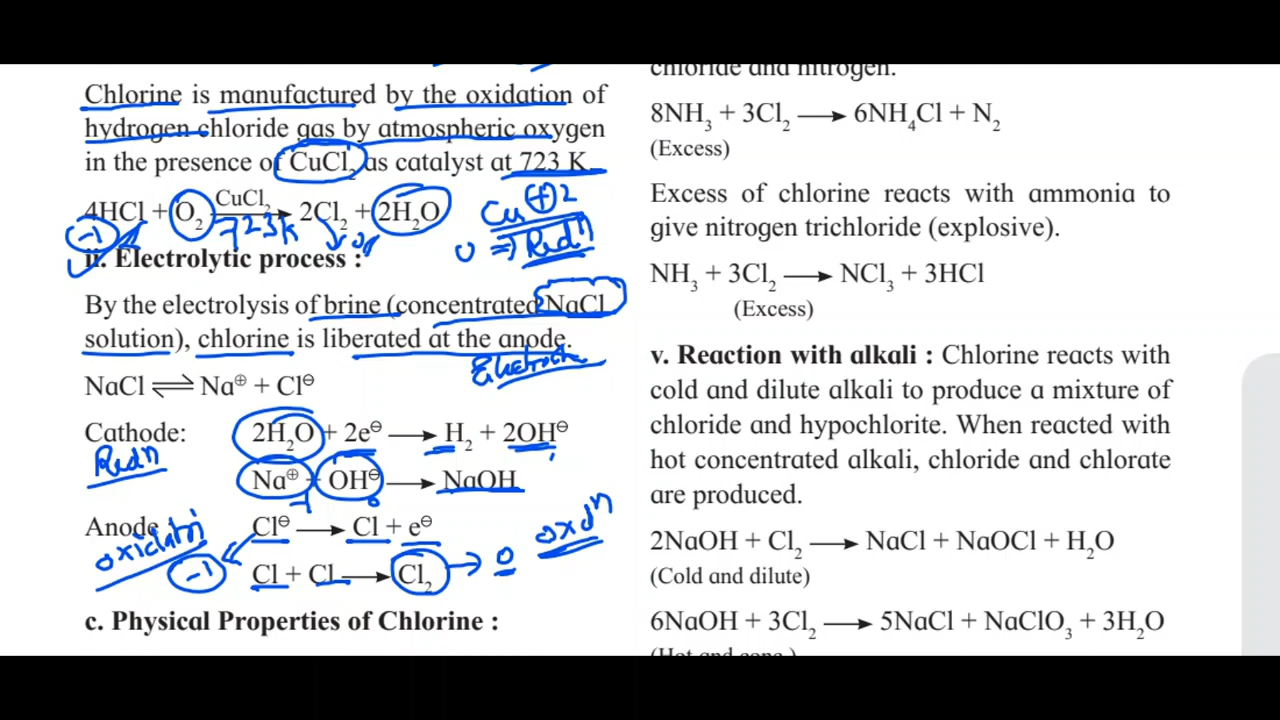 Chlorine is manufactured by the oxidation of
hydrogen chloride gas by atmospheric oxygen
in the presence of CuCl₂ as catalyst at 723 K.
4HCl + O₂ CuCl₂ → 2Cl₂ + 2H₂O
723K
-1
0
Cu +2
0 ⇒ Redⁿ
ii. Electrolytic process :
By the electrolysis of brine (concentrated NaCl
solution), chlorine is liberated at the anode.
NaCl ⇌ Na⊕ + Cl⊖
Cathode: 2H₂O + 2e⊖ → H₂ + 2OH⊖
Redⁿ
Na⊕ + OH⊖ → NaOH
Anode Cl⊖ → Cl + e⊖
oxdⁿ
-1
Cl + Cl → Cl₂ → 0
c. Physical Properties of Chlorine :
chloride and nitrogen.
8NH₃ + 3Cl₂ → 6NH₄Cl + N₂
(Excess)
Excess of chlorine reacts with ammonia to
give nitrogen trichloride (explosive).
NH₃ + 3Cl₂ → NCl₃ + 3HCl
(Excess)
v. Reaction with alkali : Chlorine reacts with
cold and dilute alkali to produce a mixture of
chloride and hypochlorite. When reacted with
hot concentrated alkali, chloride and chlorate
are produced.
2NaOH + Cl₂ → NaCl + NaOCl + H₂O
(Cold and dilute)
6NaOH + 3Cl₂ → 5NaCl + NaClO₃ + 3H₂O
(Hot and conc.)